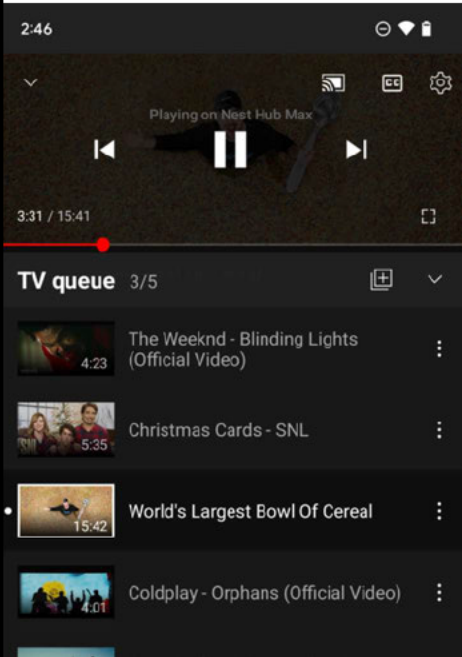 2:46
CC
Playing on Nest Hub Max
3:31 / 15:41
TV queue 3/5
The Weeknd - Blinding Lights
(Official Video)
4:23
Christmas Cards - SNL
SNL
5:35
World's Largest Bowl Of Cereal
15:42
Coldplay - Orphans (Official Video)
4:01